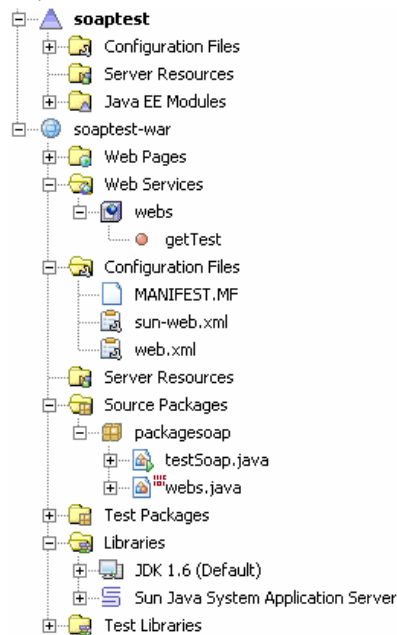 soaptest
Configuration Files
Server Resources
Java EE Modules
soaptest-war
Web Pages
Web Services
webs
getTest
Configuration Files
MANIFEST.MF
sun-web.xml
web.xml
Server Resources
Source Packages
packagesoap
testSoap.java
webs.java
Test Packages
Libraries
JDK 1.6 (Default)
Sun Java System Application Server
Test Libraries